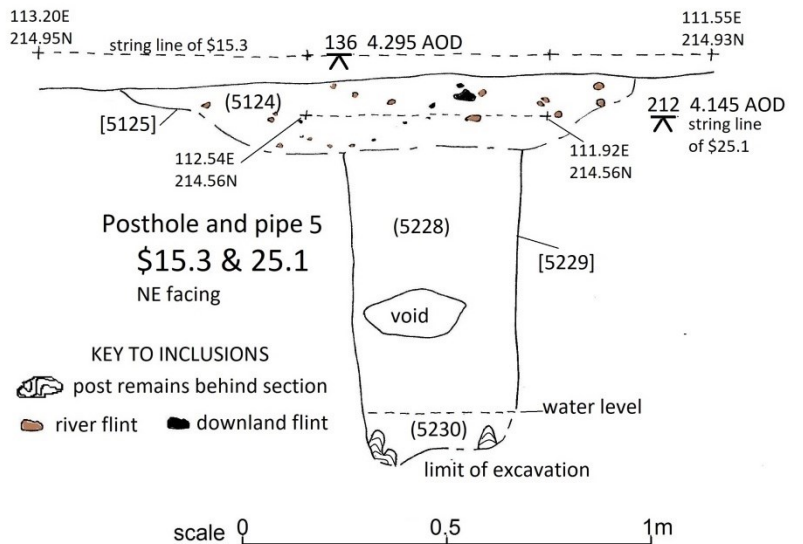 113.20E
214.95N
string line of $15.3
136 4.295 AOD
111.55E
214.93N
(5124)
[5125]
212 4.145 AOD
string line
of $25.1
112.54E
214.56N
111.92E
214.56N
Posthole and pipe 5
$15.3 & 25.1
NE facing
(5228)
[5229]
void
KEY TO INCLUSIONS
post remains behind section
river flint
downland flint
water level
(5230)
limit of excavation
scale 0 0.5 1m